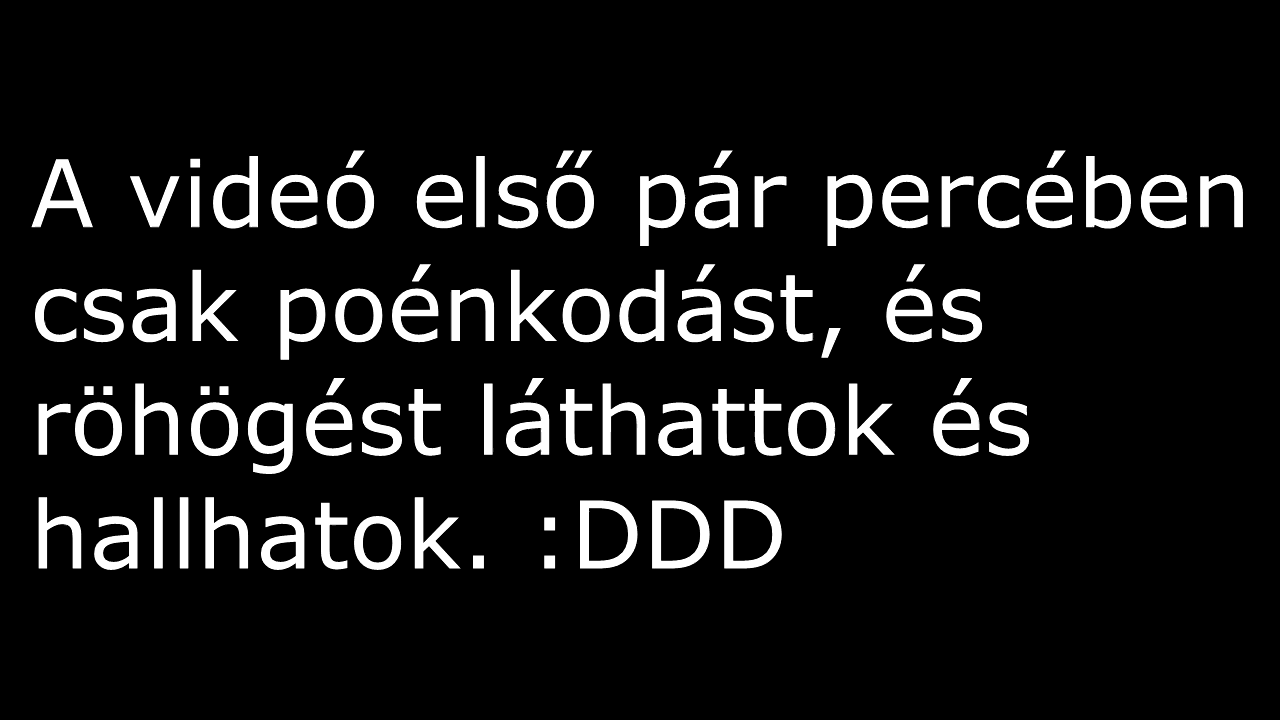 A videó első pár percében
csak poénkodást, és
röhögést láthattok és
hallhatok. :DDD